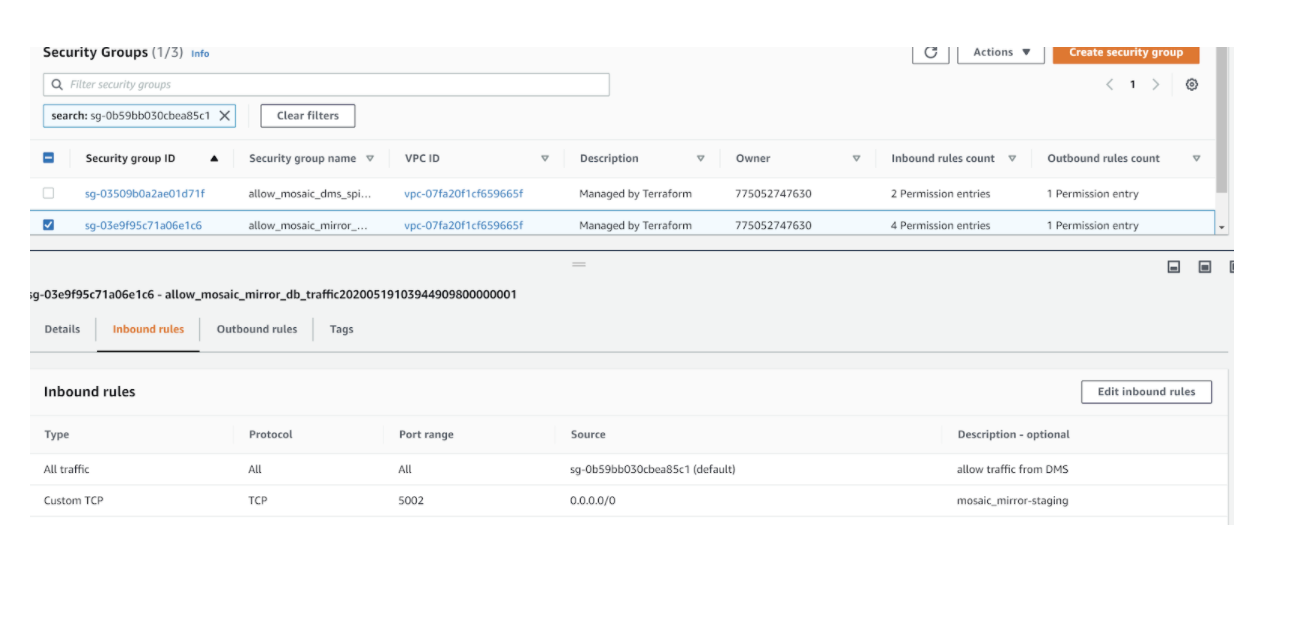 Security Groups (1/3) Info
Actions
Create security group
Filter security groups
1
search: sg-0b59bb030cbea85c1
Clear filters
Security group ID Security group name VPC ID Description Owner Inbound rules count Outbound rules count
sg-03509b0a2ae01d71f allow_mosaic_dms_spi... vpc-07fa20f1cf659665f Managed by Terraform 775052747630 2 Permission entries 1 Permission entry
sg-03e9f95c71a06e1c6 allow_mosaic_mirror_... vpc-07fa20f1cf659665f Managed by Terraform 775052747630 4 Permission entries 1 Permission entry
sg-03e9f95c71a06e1c6 - allow_mosaic_mirror_db_traffic20200519103944909800000001
Details Inbound rules Outbound rules Tags
Inbound rules
Edit inbound rules
Type Protocol Port range Source Description - optional
All traffic All All sg-0b59bb030cbea85c1 (default) allow traffic from DMS
Custom TCP TCP 5002 0.0.0.0/0 mosaic_mirror-staging